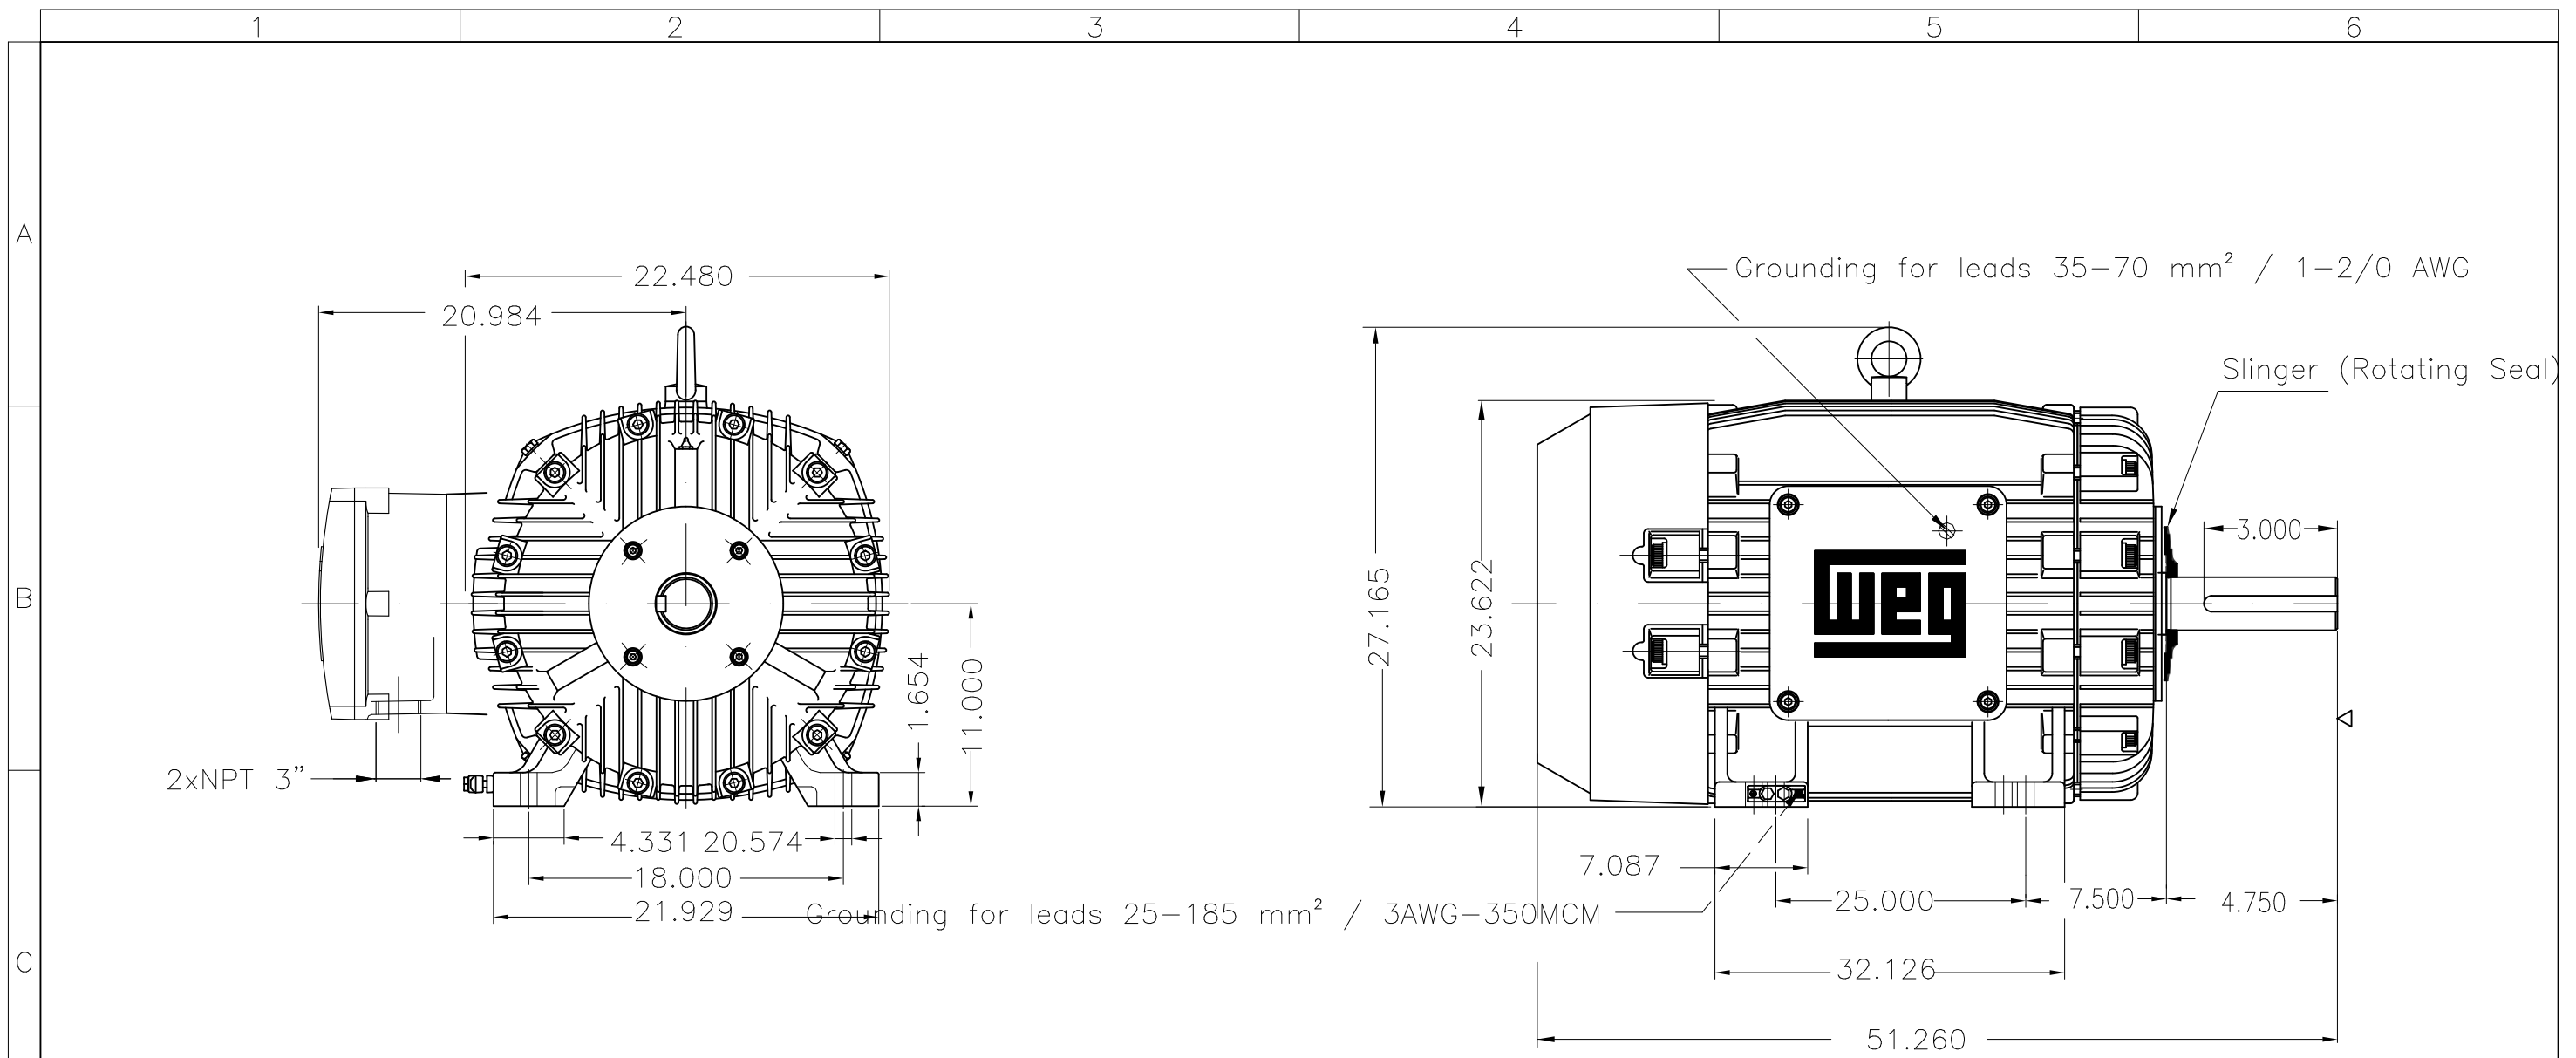 1 2 3 4 5 6
A
22.480
Grounding for leads 35-70 mm² / 1-2/0 AWG
20.984
Slinger (Rotating Seal)
3.000
B
27.165
23.622
weg
1.654
11.000
2xNPT 3"
4.331 20.574
7.087
18.000
25.000 7.500 4.750
21.929
Grounding for leads 25-185 mm² / 3AWG-350MCM
C
32.126
51.260